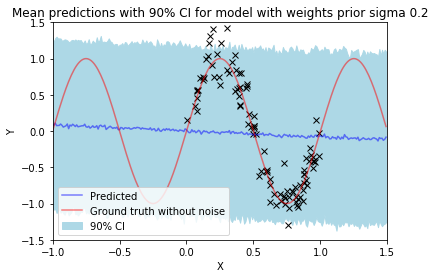 Mean predictions with 90% CI for model with weights prior sigma 0.2
1.5
1.0
0.5
0.0
−0.5
−1.0
−1.5
Y
Predicted
Ground truth without noise
90% CI
−1.0 −0.5 0.0 0.5 1.0 1.5
X